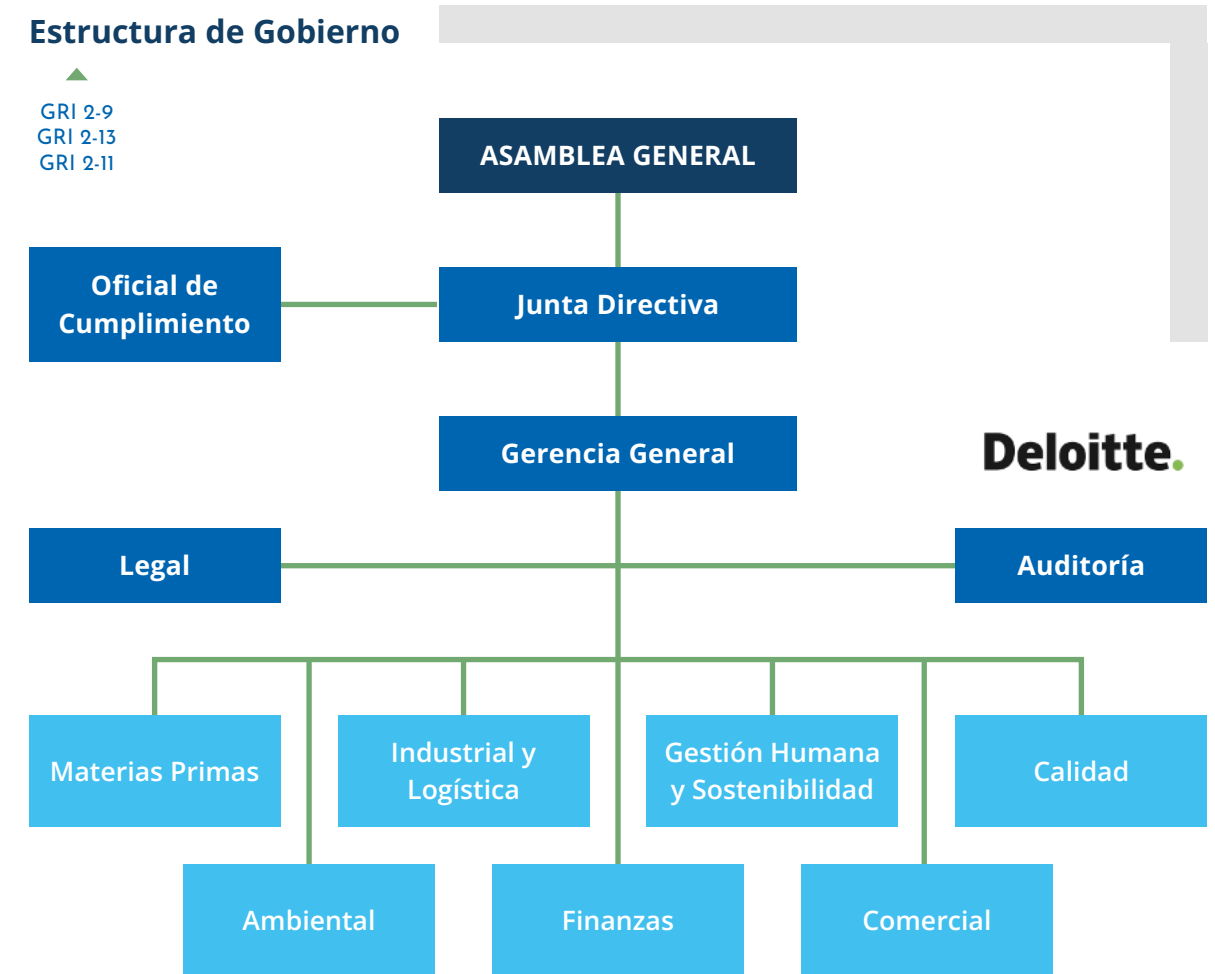 Estructura de Gobierno
GRI 2-9
GRI 2-13
GRI 2-11
ASAMBLEA GENERAL
Oficial de
Cumplimiento
Junta Directiva
Gerencia General
Deloitte.
Legal
Auditoría
Materias Primas
Industrial y
Logística
Gestión Humana
y Sostenibilidad
Calidad
Ambiental
Finanzas
Comercial